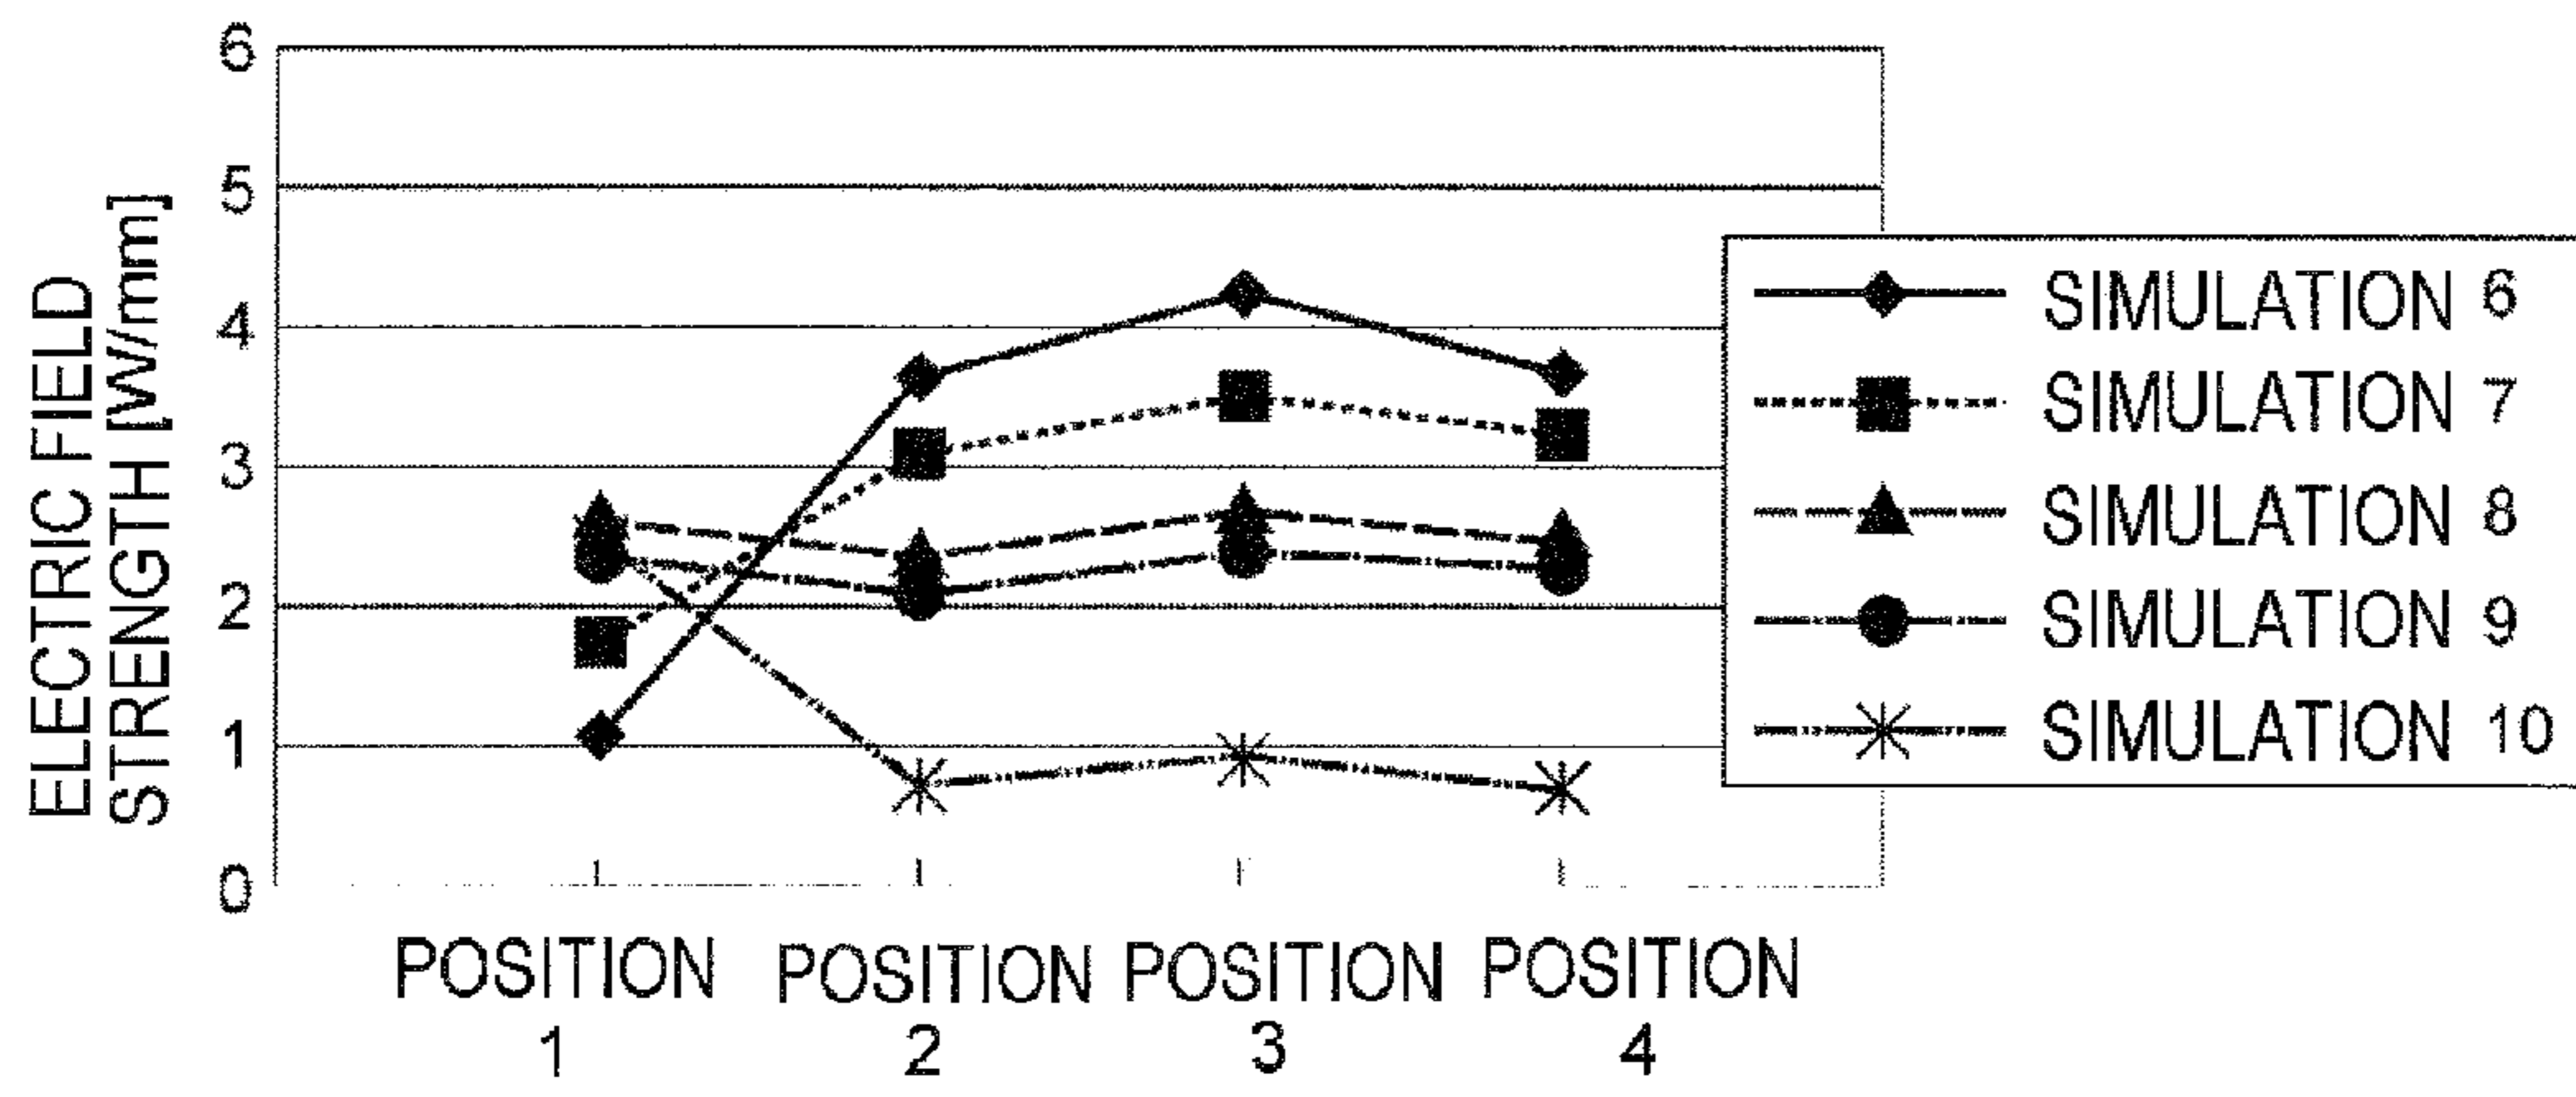 ELECTRIC FIELD
STRENGTH [W/mm]
6
5
4
3
2
1
0
POSITION
1
POSITION
2
POSITION
3
POSITION
4
SIMULATION 6
SIMULATION 7
SIMULATION 8
SIMULATION 9
SIMULATION 10